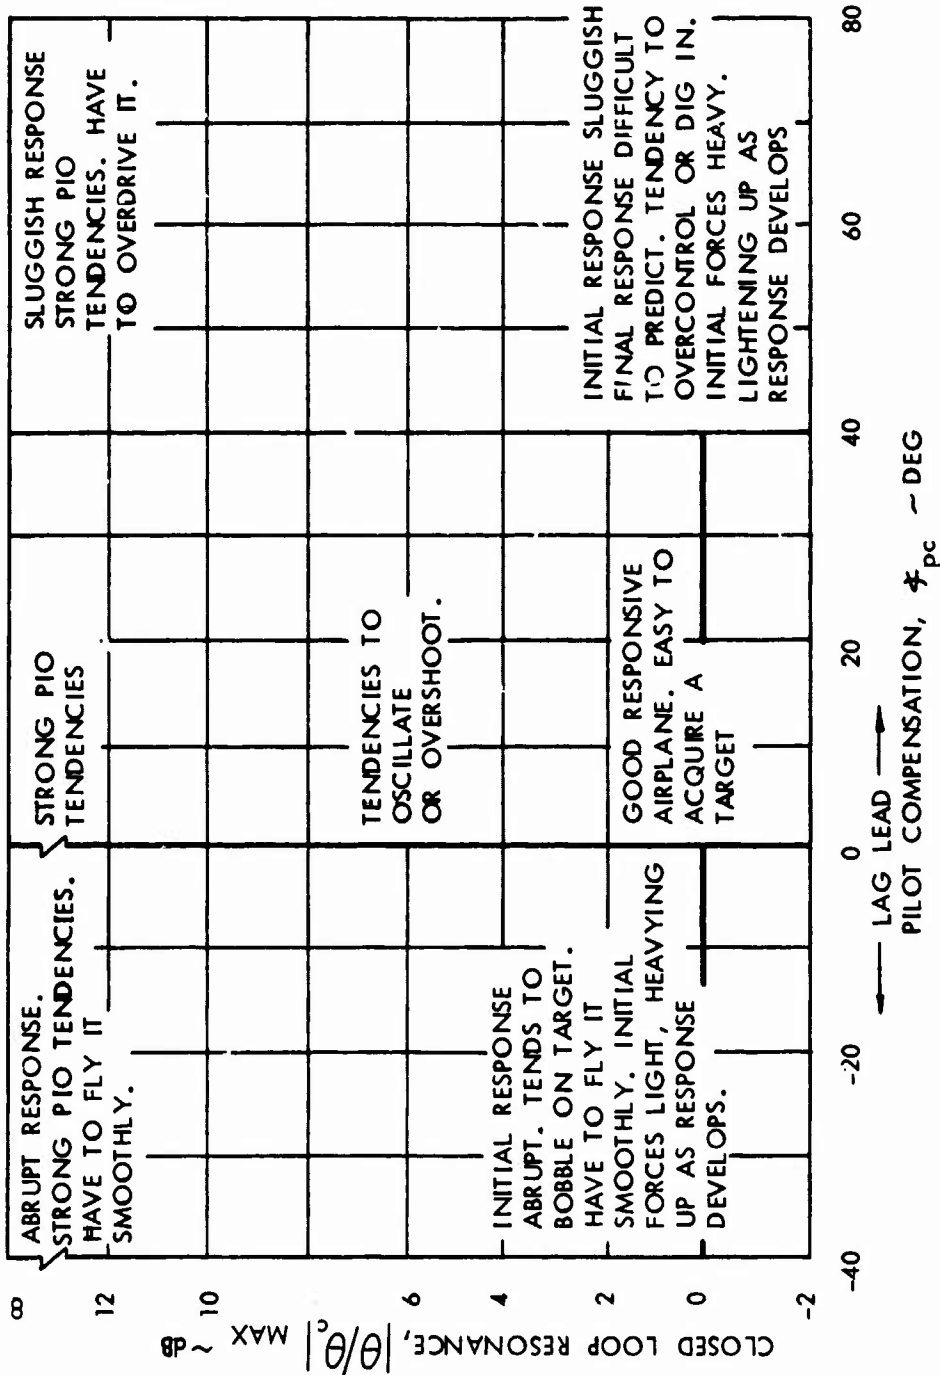 ABRUPT RESPONSE.
STRONG PIO TENDENCIES.
HAVE TO FLY IT
SMOOTHLY.
STRONG PIO
TENDENCIES
SLUGGISH RESPONSE
STRONG PIO
TENDENCIES. HAVE
TO OVERDRIVE IT.
TENDENCIES TO
OSCILLATE
OR OVERSHOOT.
INITIAL RESPONSE
ABRUPT. TENDS TO
BOBBLE ON TARGET.
HAVE TO FLY IT
SMOOTHLY. INITIAL
FORCES LIGHT, HEAVYING
UP AS RESPONSE
DEVELOPS.
GOOD RESPONSIVE
AIRPLANE. EASY TO
ACQUIRE A
TARGET
INITIAL RESPONSE SLUGGISH
FINAL RESPONSE DIFFICULT
TO PREDICT. TENDENCY TO
OVERCONTROL OR DIG IN.
INITIAL FORCES HEAVY.
LIGHTENING UP AS
RESPONSE DEVELOPS
CLOSED LOOP RESONANCE, |θ/θc| MAX ~ dB
∞
12
10
8
6
4
2
0
-2
-40
-20
0
20
40
60
80
← LAG LEAD →
PILOT COMPENSATION, ∡pc ~ DEG